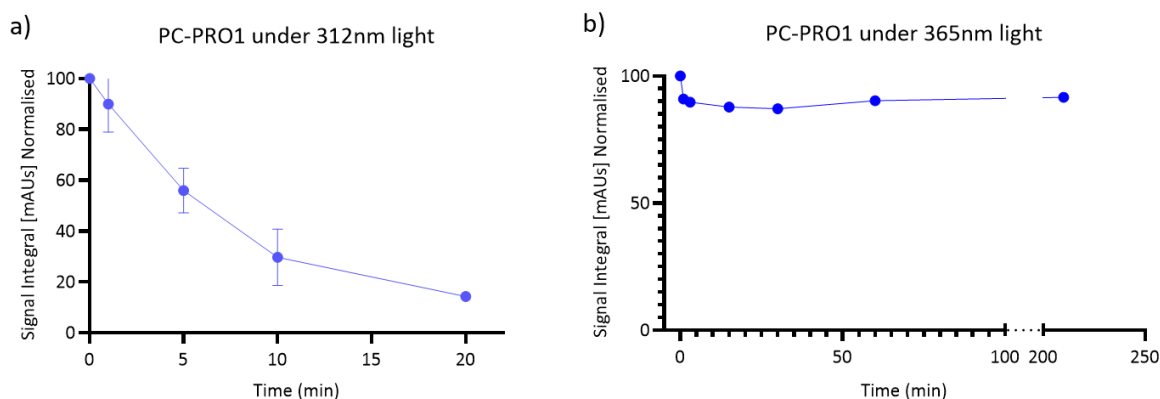 a)
PC-PRO1 under 312nm light
Signal Integral [mAUs] Normalised
100
80
60
40
20
0
0 5 10 15 20
Time (min)
b)
PC-PRO1 under 365nm light
Signal Integral [mAUs] Normalised
100
50
0
0 50 100 200 250
Time (min)